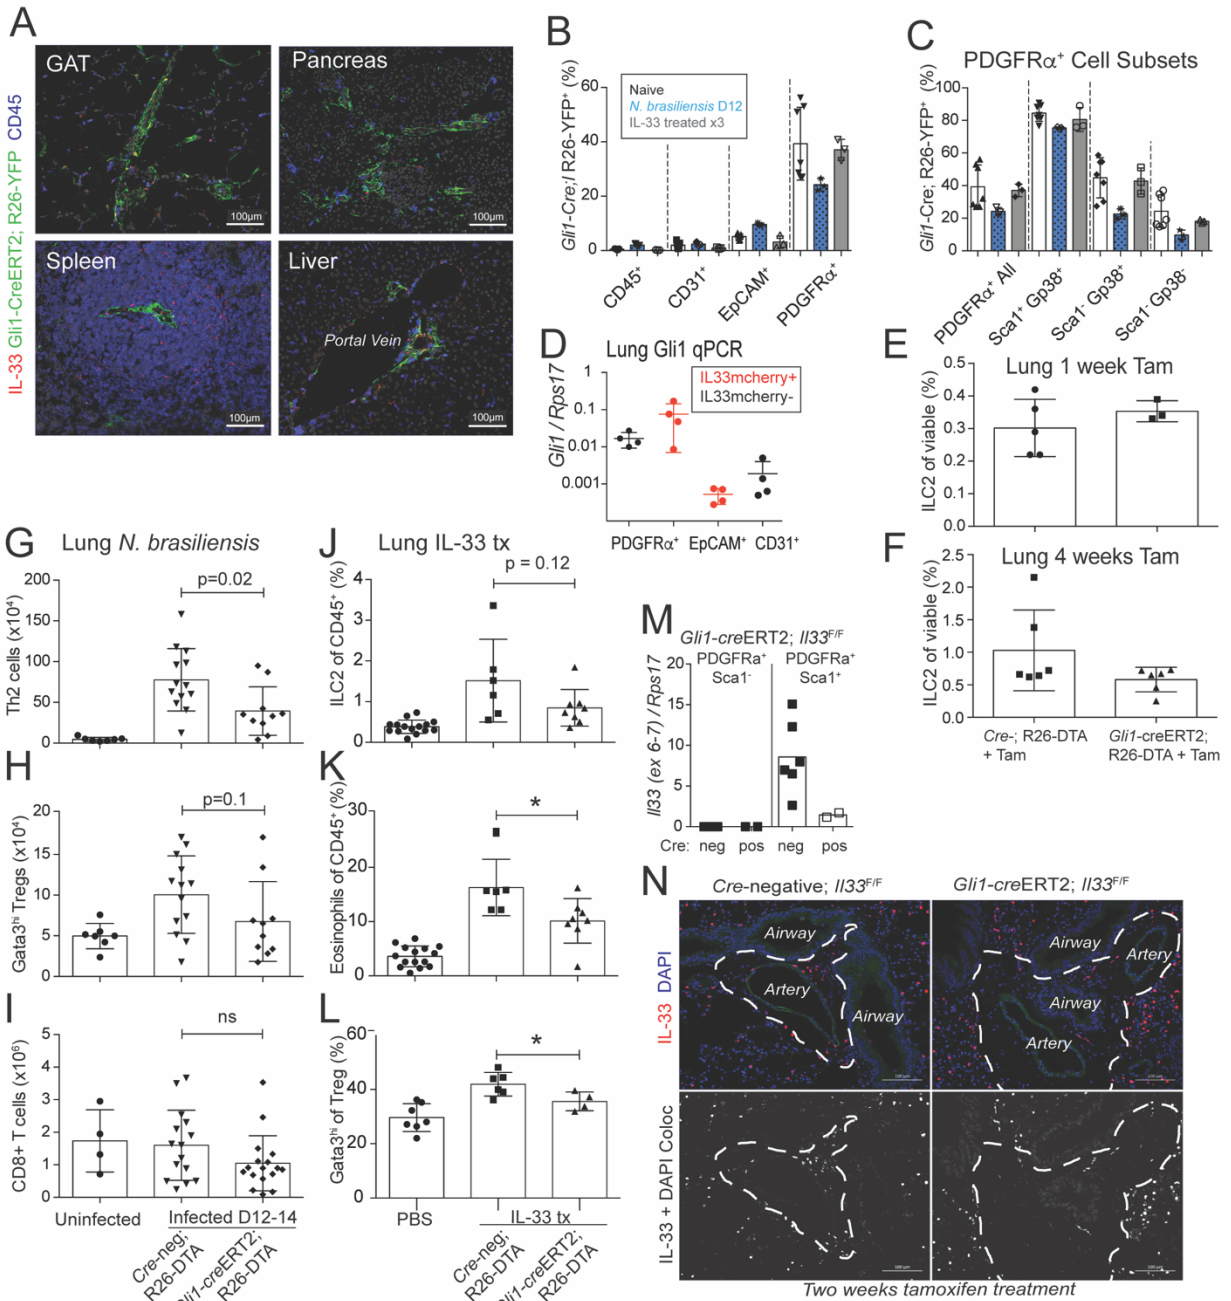 A
IL-33 Gli1-CreERT2; R26-YFP CD45
GAT
100µm
Pancreas
100µm
Spleen
100µm
Liver
Portal Vein
100µm
B
Gli1-Cre;l R26-YFP⁺ (%)
60
40
20
0
Naive
N. brasiliensis D12
IL-33 treated x3
CD45⁺
CD31⁺
EpCAM⁺
PDGFRα⁺
C
PDGFRα⁺ Cell Subsets
Gli1-Cre; R26-YFP⁺ (%)
100
80
60
40
20
0
PDGFRα⁺ All
Sca1⁺ Gp38⁺
Sca1⁻ Gp38⁺
Sca1⁻ Gp38⁻
D
Lung Gli1 qPCR
Gli1 / Rps17
1
0.1
0.01
0.001
IL33mcherry+
IL33mcherry-
PDGFRα⁺
EpCAM⁺
CD31⁺
E
Lung 1 week Tam
ILC2 of viable (%)
0.5
0.4
0.3
0.2
0.1
0.0
F
Lung 4 weeks Tam
ILC2 of viable (%)
2.5
2.0
1.5
1.0
0.5
0.0
Cre-; R26-DTA
+ Tam
Gli1-creERT2;
R26-DTA + Tam
G
Lung N. brasiliensis
Th2 cells (x10⁴)
200
150
100
50
0
p=0.02
H
Gata3ʰⁱ Tregs (x10⁴)
20
15
10
5
0
p=0.1
I
CD8+ T cells (x10⁶)
5
4
3
2
1
0
ns
Uninfected
Infected D12-14
Cre-neg;
R26-DTA
Gli1-creERT2;
R26-DTA
J
Lung IL-33 tx
ILC2 of CD45⁺ (%)
4
3
2
1
0
p = 0.12
K
Eosinophils of CD45⁺ (%)
30
20
10
0
*
L
Gata3ʰⁱ of Treg (%)
60
40
20
0
*
PBS
IL-33 tx
Cre-neg;
R26-DTA
Gli1-creERT2;
R26-DTA
M
Gli1-creERT2; Il33F/F
PDGFRa⁺
Sca1⁻
PDGFRa⁺
Sca1⁺
Il33 (ex 6-7) / Rps17
20
15
10
5
0
Cre: neg pos neg pos
N
Cre-negative; Il33F/F
Gli1-creERT2; Il33F/F
IL-33 DAPI
Airway
Artery
Airway
100 µm
Airway
Artery
Airway
Artery
100 µm
IL-33 + DAPI Coloc
100 µm
100 µm
Two weeks tamoxifen treatment